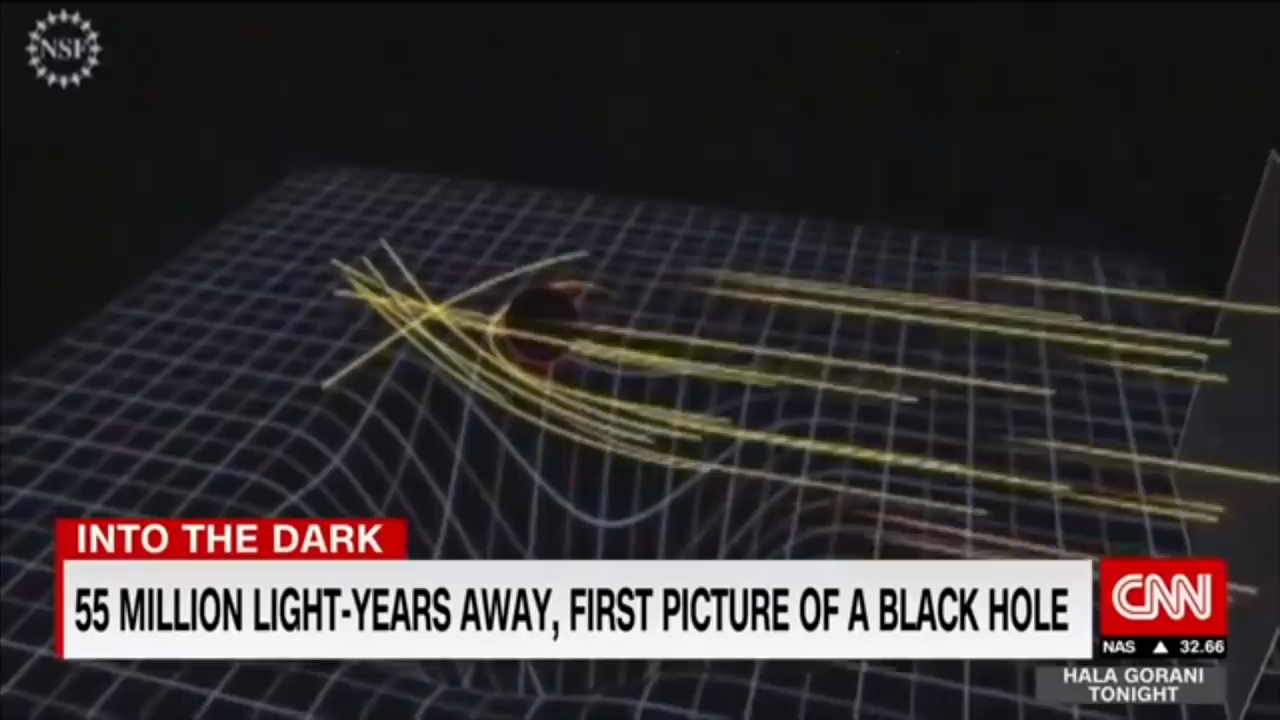 NSF
INTO THE DARK
55 MILLION LIGHT-YEARS AWAY, FIRST PICTURE OF A BLACK HOLE
CNN
NAS ▲ 32.66
HALA GORANI
TONIGHT